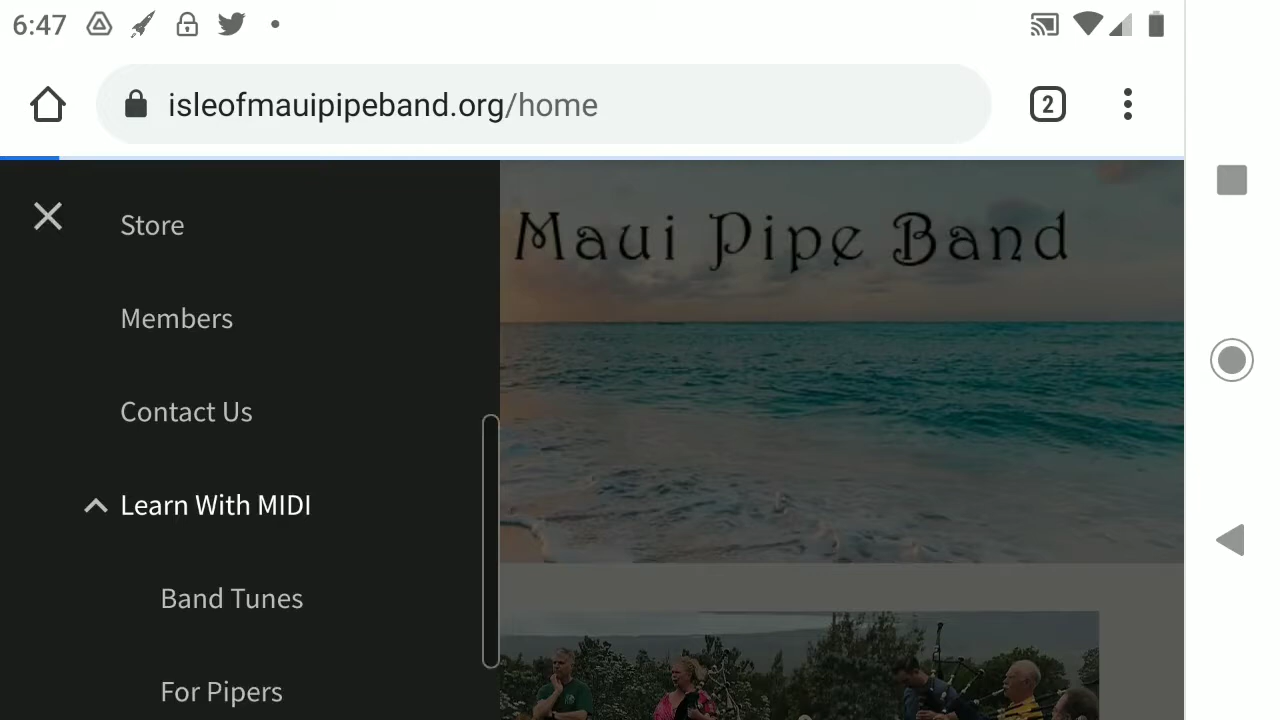 6:47
isleofmauipipeband.org/home
2
Maui Pipe Band
Store
Members
Contact Us
Learn With MIDI
Band Tunes
For Pipers